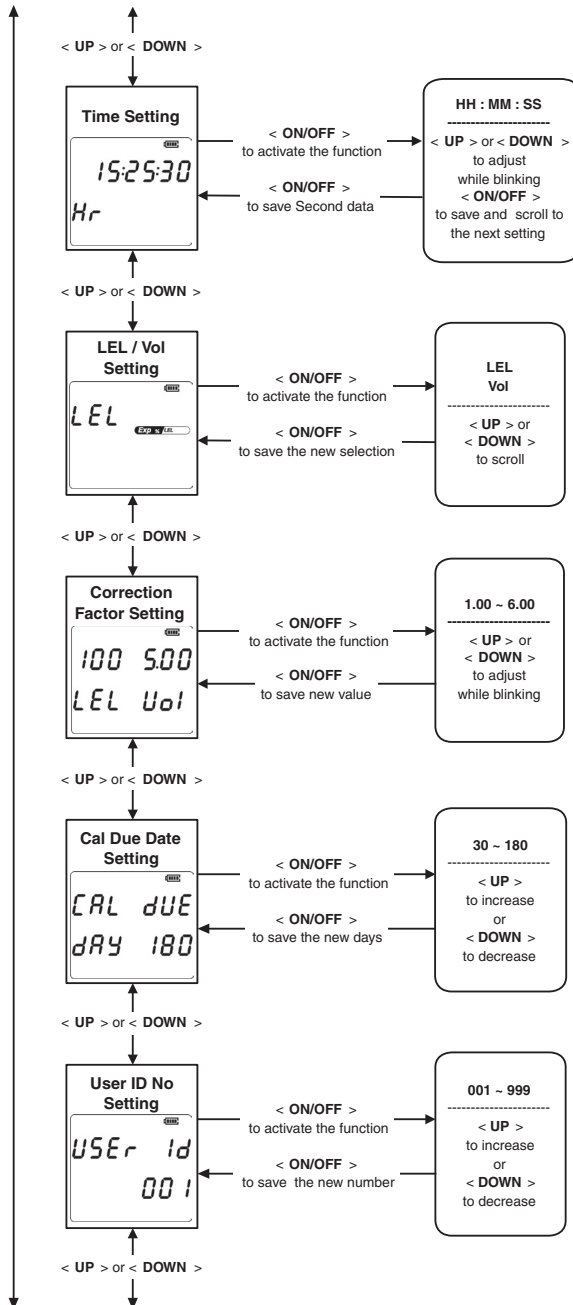 < UP > or < DOWN >
Time Setting
15:25:30
Hr
< ON/OFF >
to activate the function
< ON/OFF >
to save Second data
HH : MM : SS
-----------------------
< UP > or < DOWN >
to adjust
while blinking
< ON/OFF >
to save and scroll to
the next setting
< UP > or < DOWN >
LEL / Vol
Setting
LEL
Exp % LEL
< ON/OFF >
to activate the function
< ON/OFF >
to save the new selection
LEL
Vol
-----------------------
< UP > or
< DOWN >
to scroll
< UP > or < DOWN >
Correction
Factor Setting
100 5.00
LEL Vol
< ON/OFF >
to activate the function
< ON/OFF >
to save new value
1.00 ~ 6.00
-----------------------
< UP > or
< DOWN >
to adjust
while blinking
< UP > or < DOWN >
Cal Due Date
Setting
CAL dUE
dAY 180
< ON/OFF >
to activate the function
< ON/OFF >
to save the new days
30 ~ 180
-----------------------
< UP >
to increase
or
< DOWN >
to decrease
< UP > or < DOWN >
User ID No
Setting
USEr Id
001
< ON/OFF >
to activate the function
< ON/OFF >
to save the new number
001 ~ 999
-----------------------
< UP >
to increase
or
< DOWN >
to decrease
< UP > or < DOWN >